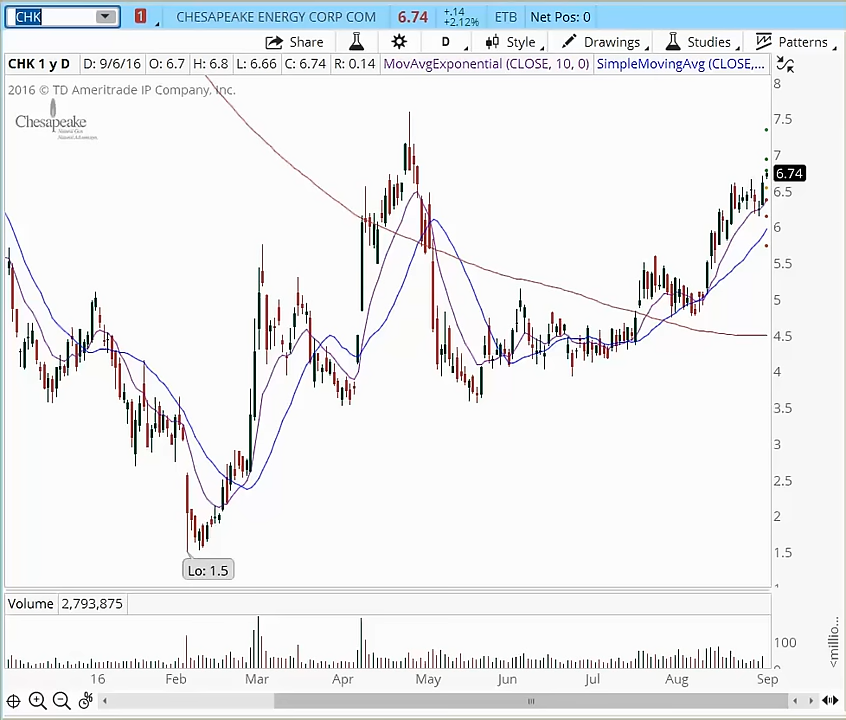 CHK
1
CHESAPEAKE ENERGY CORP COM
6.74
+.14
+2.12%
ETB
Net Pos: 0
Share
D
Style
Drawings
Studies
Patterns
CHK 1 y D
D: 9/6/16
O: 6.7
H: 6.8
L: 6.66
C: 6.74
R: 0.14
MovAvgExponential (CLOSE, 10, 0)
SimpleMovingAvg (CLOSE,...
2016 © TD Ameritrade IP Company, Inc.
Chesapeake
8
7.5
7
6.74
6.5
6
5.5
5
4.5
4
3.5
3
2.5
2
1.5
Lo: 1.5
Volume
2,793,875
100
<millio...
16
Feb
Mar
Apr
May
Jun
Jul
Aug
Sep
%